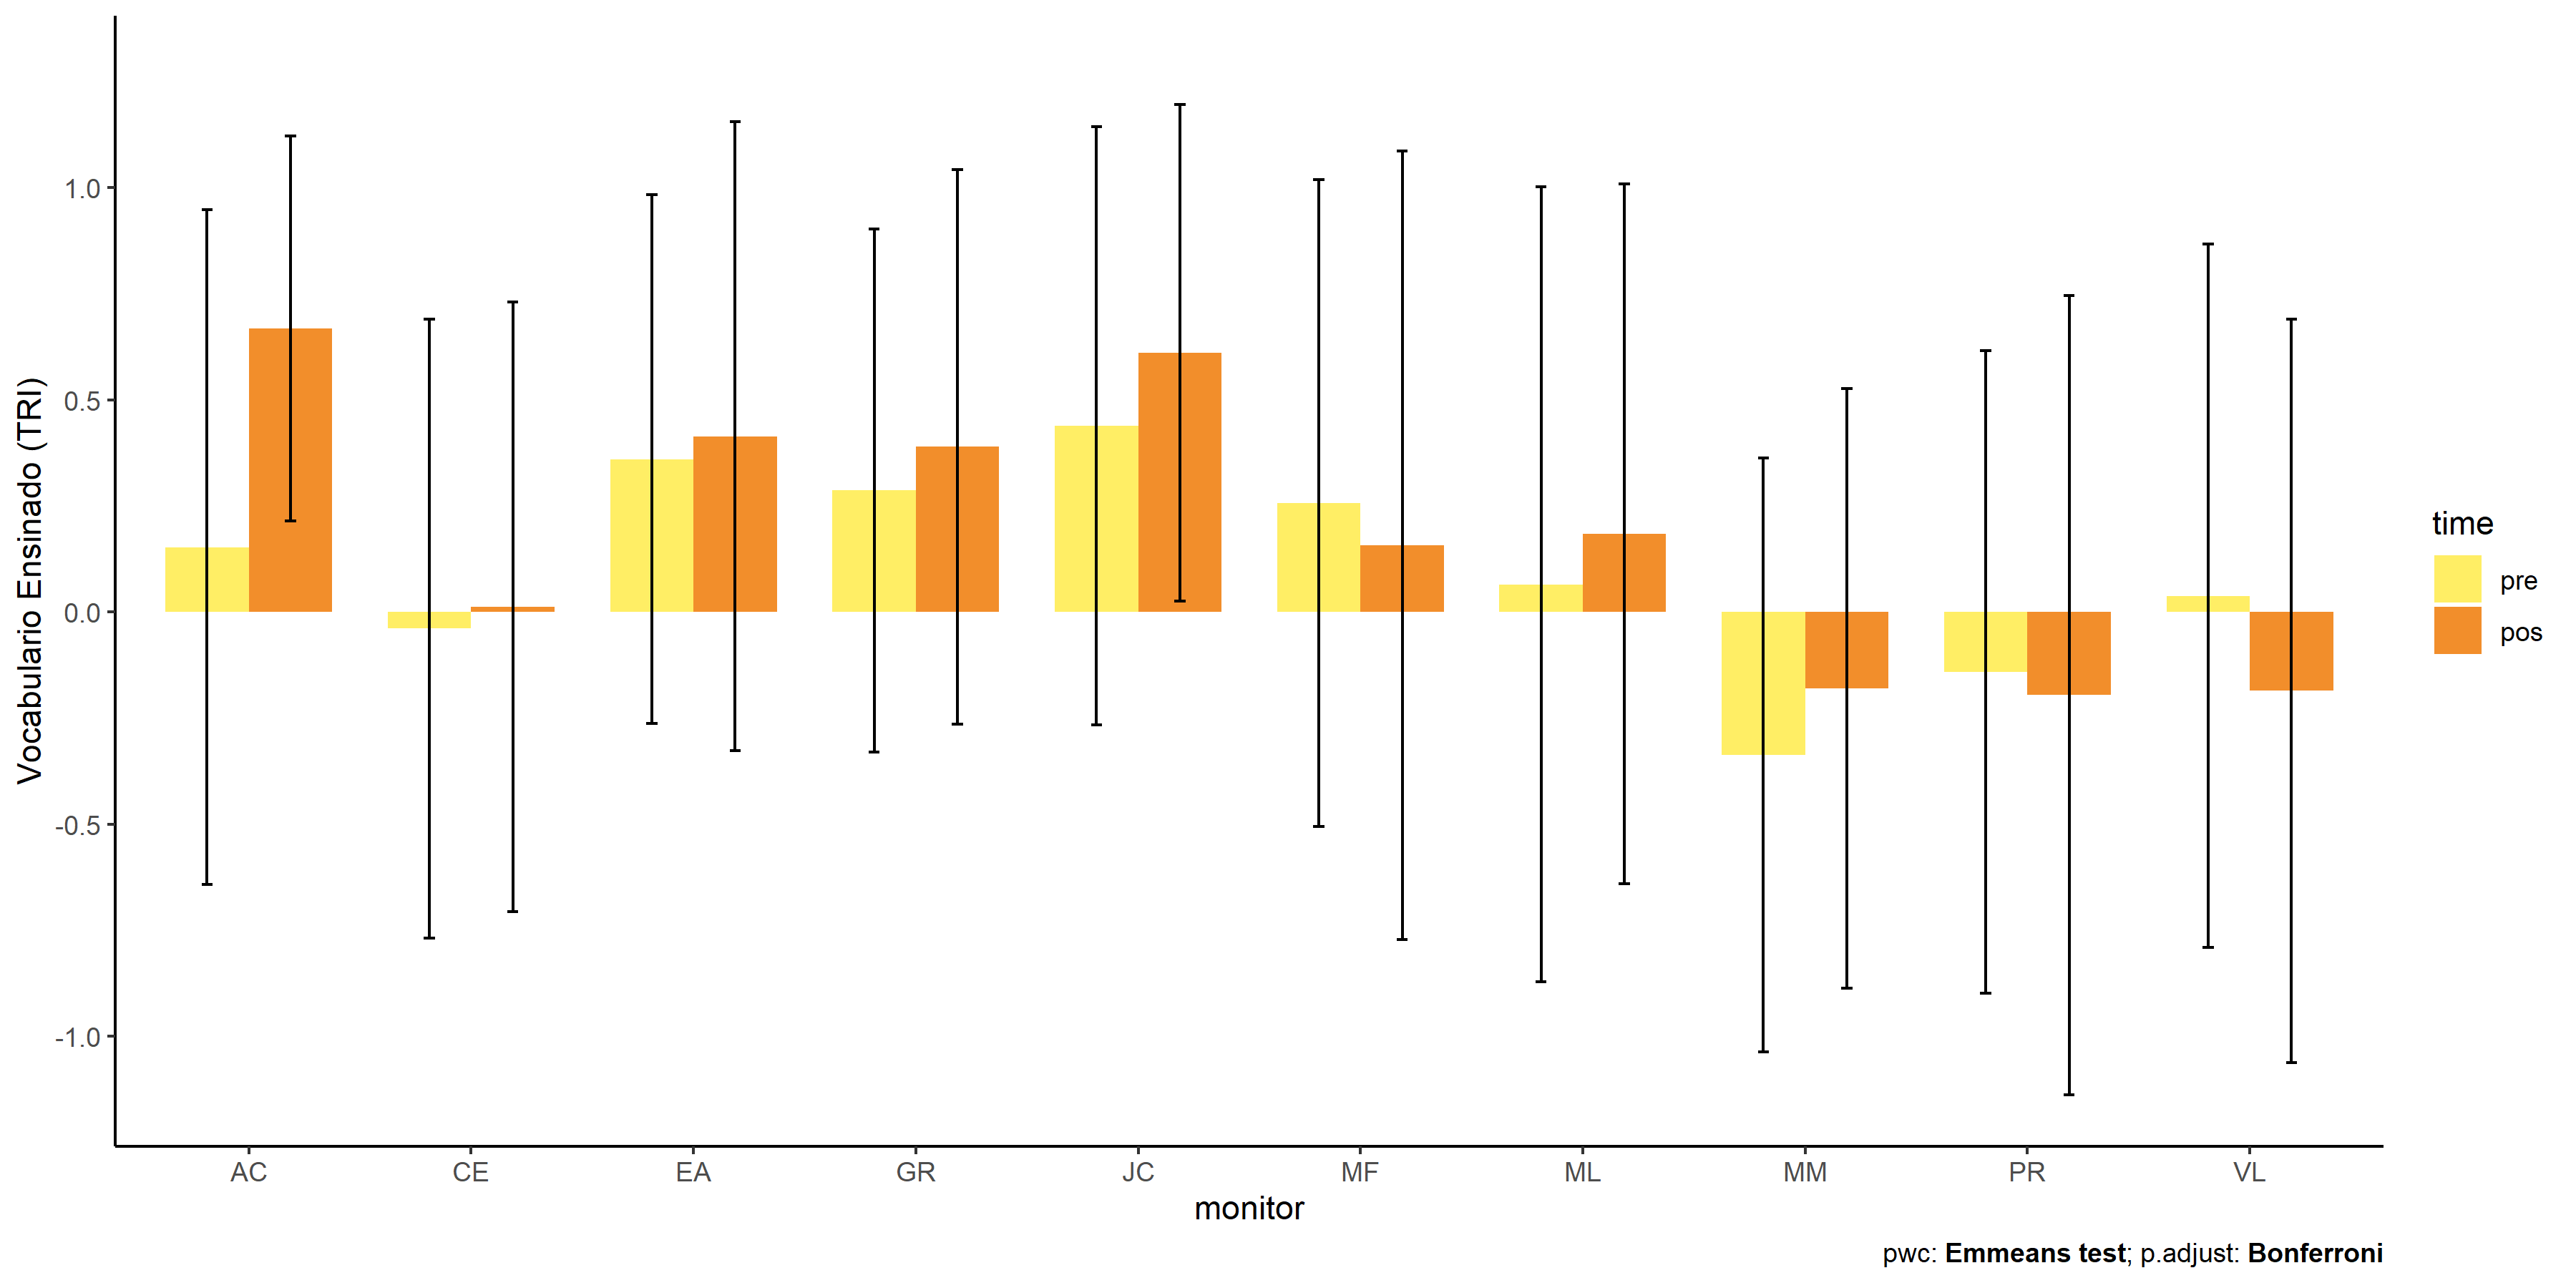 Vocabulario Ensinado (TRI)
1.0
0.5
0.0
-0.5
-1.0
AC CE EA GR JC MF ML MM PR VL
monitor
time
pre
pos
pwc: Emmeans test; p.adjust: Bonferroni